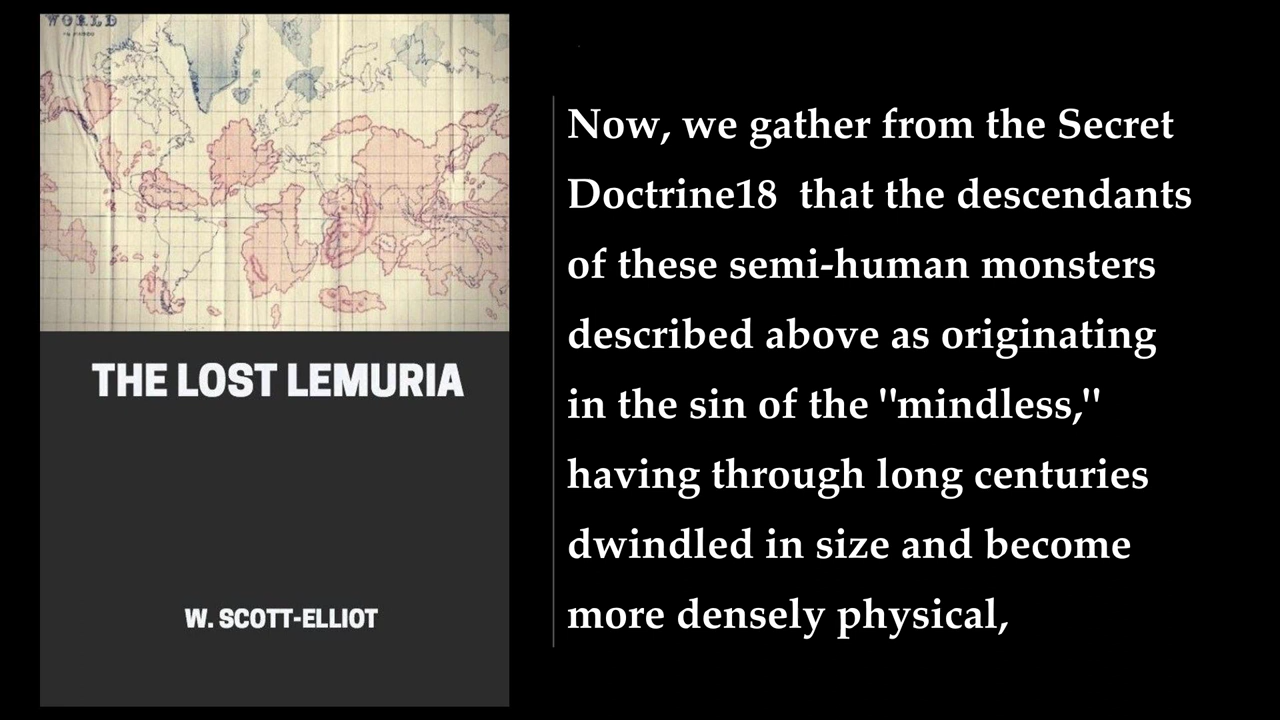 WORLD
THE LOST LEMURIA
W. SCOTT-ELLIOT
Now, we gather from the Secret
Doctrine18 that the descendants
of these semi-human monsters
described above as originating
in the sin of the "mindless,"
having through long centuries
dwindled in size and become
more densely physical,